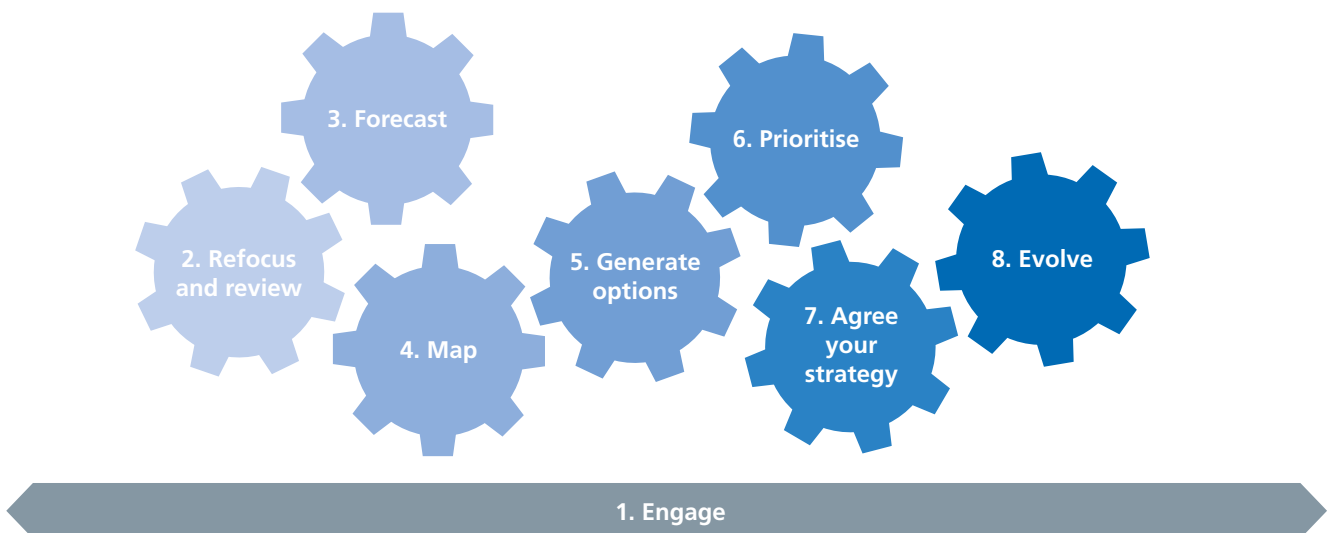 3. Forecast
6. Prioritise
2. Refocus
and review
5. Generate
options
8. Evolve
4. Map
7. Agree
your
strategy
1. Engage